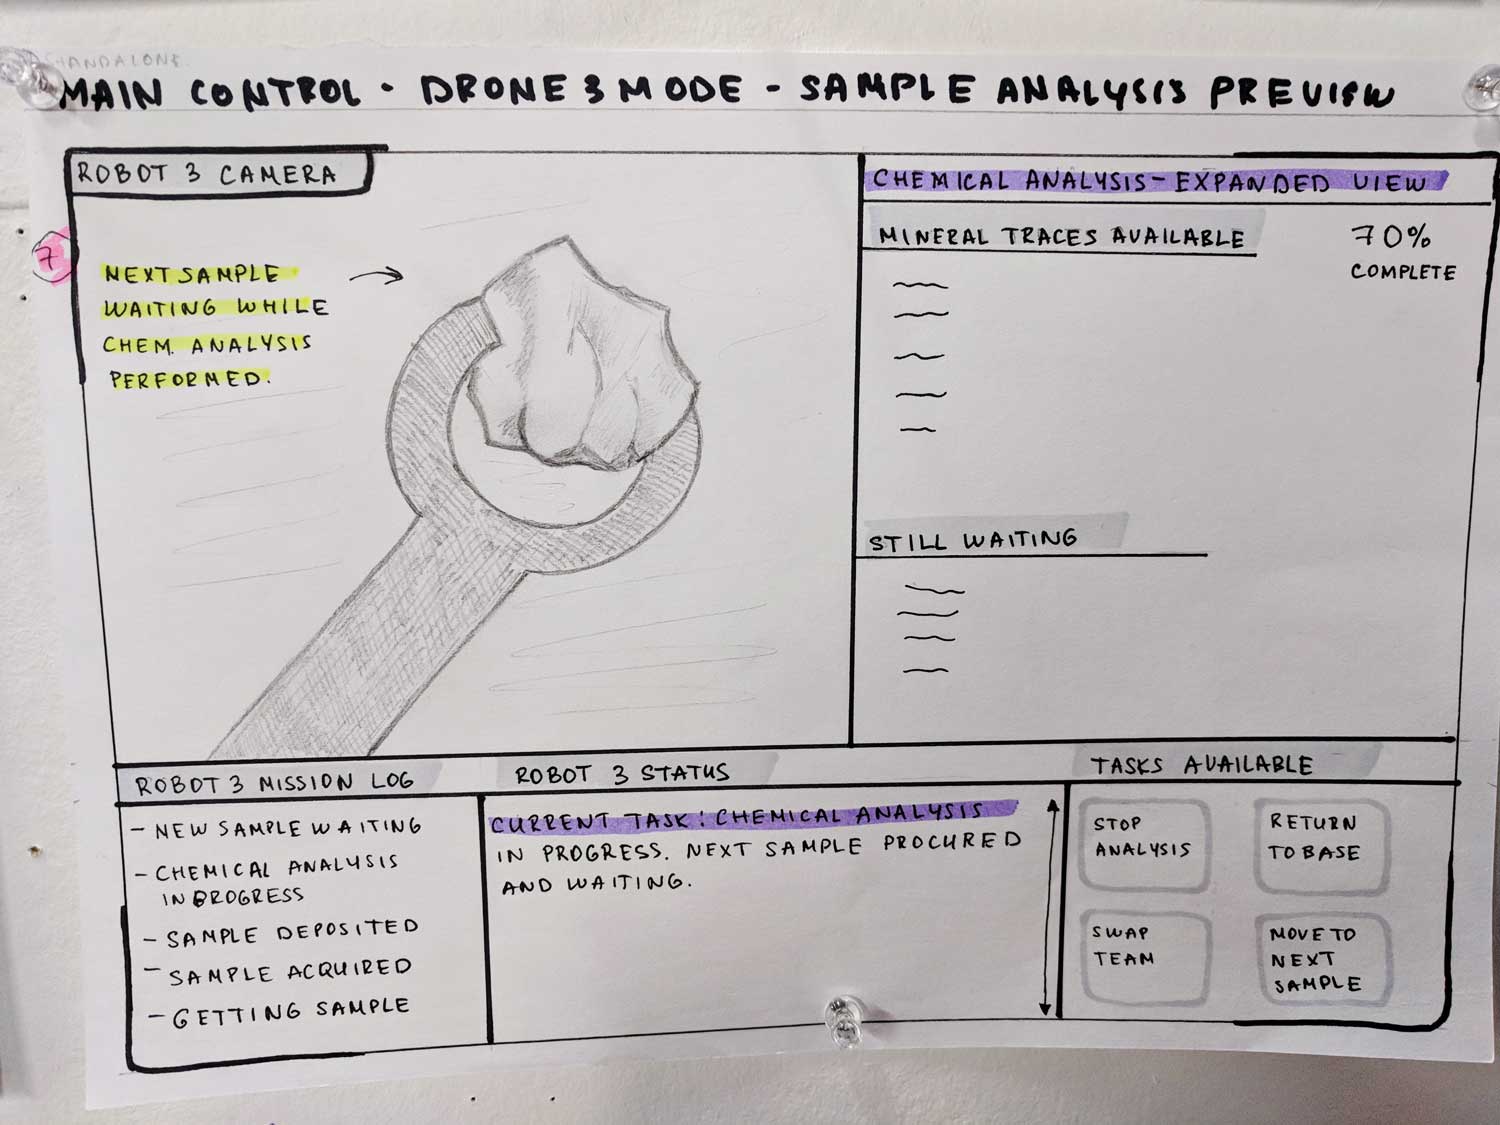 STANDALONE.
MAIN CONTROL - DRONE 3 MODE - SAMPLE ANALYSIS PREVIEW
ROBOT 3 CAMERA
7
NEXT SAMPLE
WAITING WHILE
CHEM. ANALYSIS
PERFORMED.
CHEMICAL ANALYSIS - EXPANDED VIEW
MINERAL TRACES AVAILABLE
70%
COMPLETE
STILL WAITING
ROBOT 3 MISSION LOG
- NEW SAMPLE WAITING
- CHEMICAL ANALYSIS
IN PROGRESS
- SAMPLE DEPOSITED
- SAMPLE ACQUIRED
- GETTING SAMPLE
ROBOT 3 STATUS
CURRENT TASK: CHEMICAL ANALYSIS
IN PROGRESS. NEXT SAMPLE PROCURED
AND WAITING.
TASKS AVAILABLE
STOP
ANALYSIS
RETURN
TO BASE
SWAP
TEAM
MOVE TO
NEXT
SAMPLE